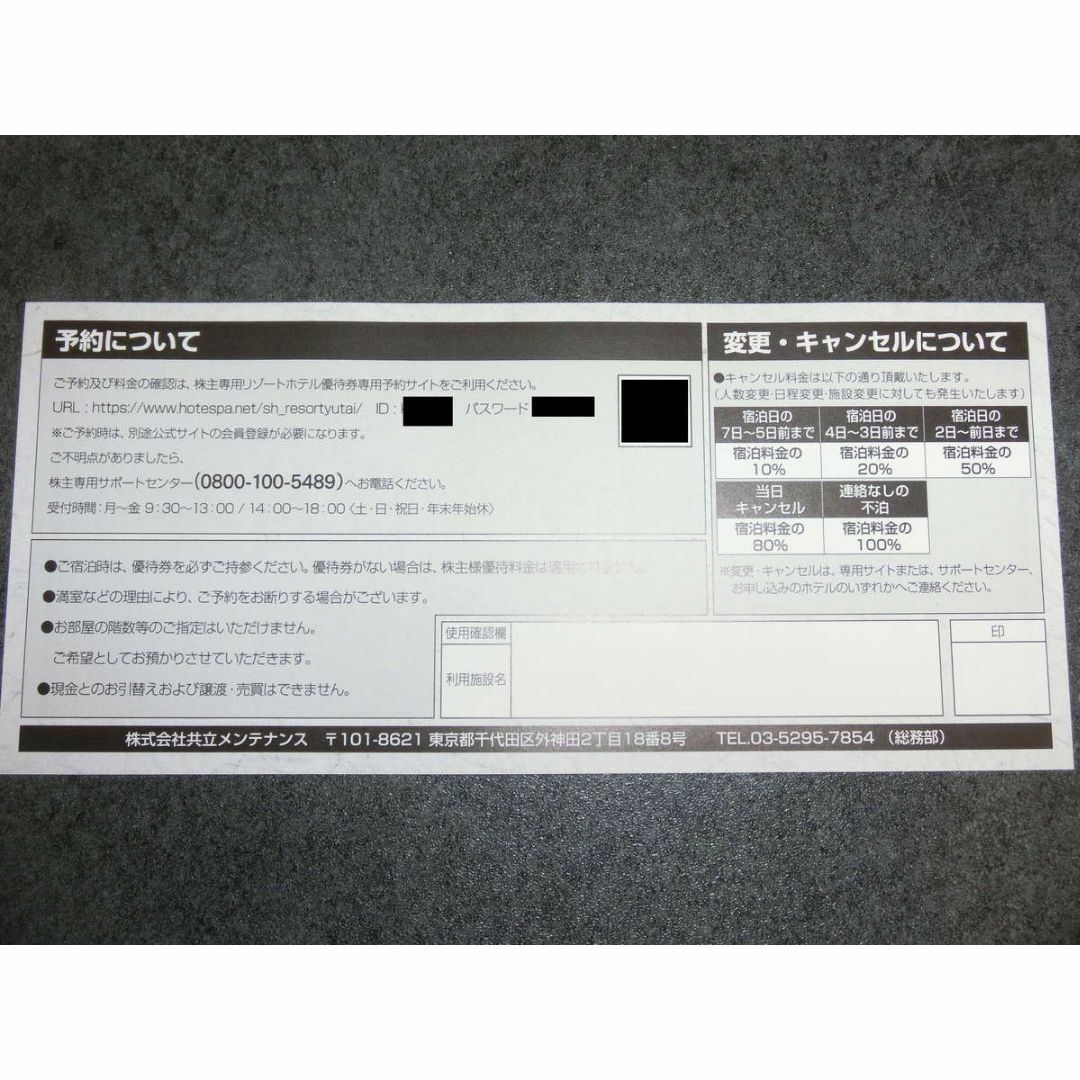 予約について
ご予約及び料金の確認は、株主専用リゾートホテル優待券専用予約サイトをご利用ください。
URL : https://www.hotespa.net/sh_resortyutai/ ID : パスワード
※ご予約時は、別途公式サイトの会員登録が必要になります。
ご不明点がありましたら、
株主専用サポートセンター(0800-100-5489)へお電話ください。
受付時間:月〜金 9:30〜13:00 / 14:00〜18:00〈土・日・祝日・年末年始休〉
変更・キャンセルについて
●キャンセル料金は以下の通り頂戴いたします。
(人数変更・日程変更・施設変更に対しても発生いたします)
宿泊日の 宿泊日の 宿泊日の
7日〜5日前まで 4日〜3日前まで 2日〜前日まで
宿泊料金の 宿泊料金の 宿泊料金の
10% 20% 50%
当日 連絡なしの
キャンセル 不泊
宿泊料金の 宿泊料金の
80% 100%
※変更・キャンセルは、専用サイトまたは、サポートセンター、
お申し込みのホテルのいずれかへご連絡ください。
●ご宿泊時は、優待券を必ずご持参ください。優待券がない場合は、株主様優待料金は適用されません。
●満室などの理由により、ご予約をお断りする場合がございます。
●お部屋の階数等のご指定はいただけません。
ご希望としてお預かりさせていただきます。
●現金とのお引替えおよび譲渡・売買はできません。
使用確認欄
利用施設名
印
株式会社共立メンテナンス 〒101-8621 東京都千代田区外神田2丁目18番8号 TEL.03-5295-7854 (総務部)